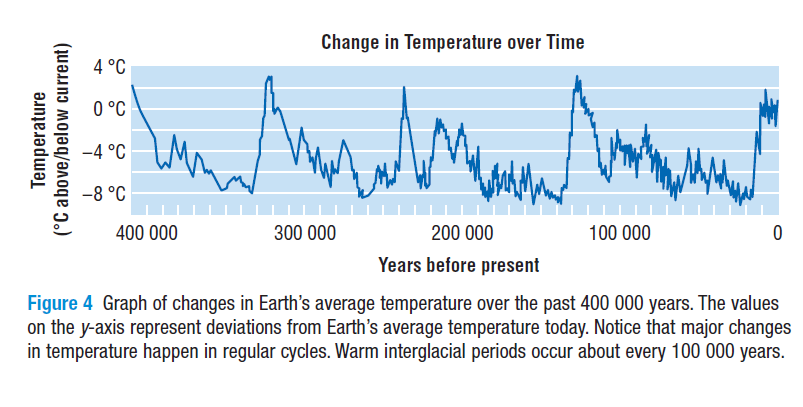 Change in Temperature over Time
Temperature
(°C above/below current)
4 °C
0 °C
–4 °C
–8 °C
400 000
300 000
200 000
100 000
0
Years before present
Figure 4 Graph of changes in Earth's average temperature over the past 400 000 years. The values
on the y-axis represent deviations from Earth's average temperature today. Notice that major changes
in temperature happen in regular cycles. Warm interglacial periods occur about every 100 000 years.